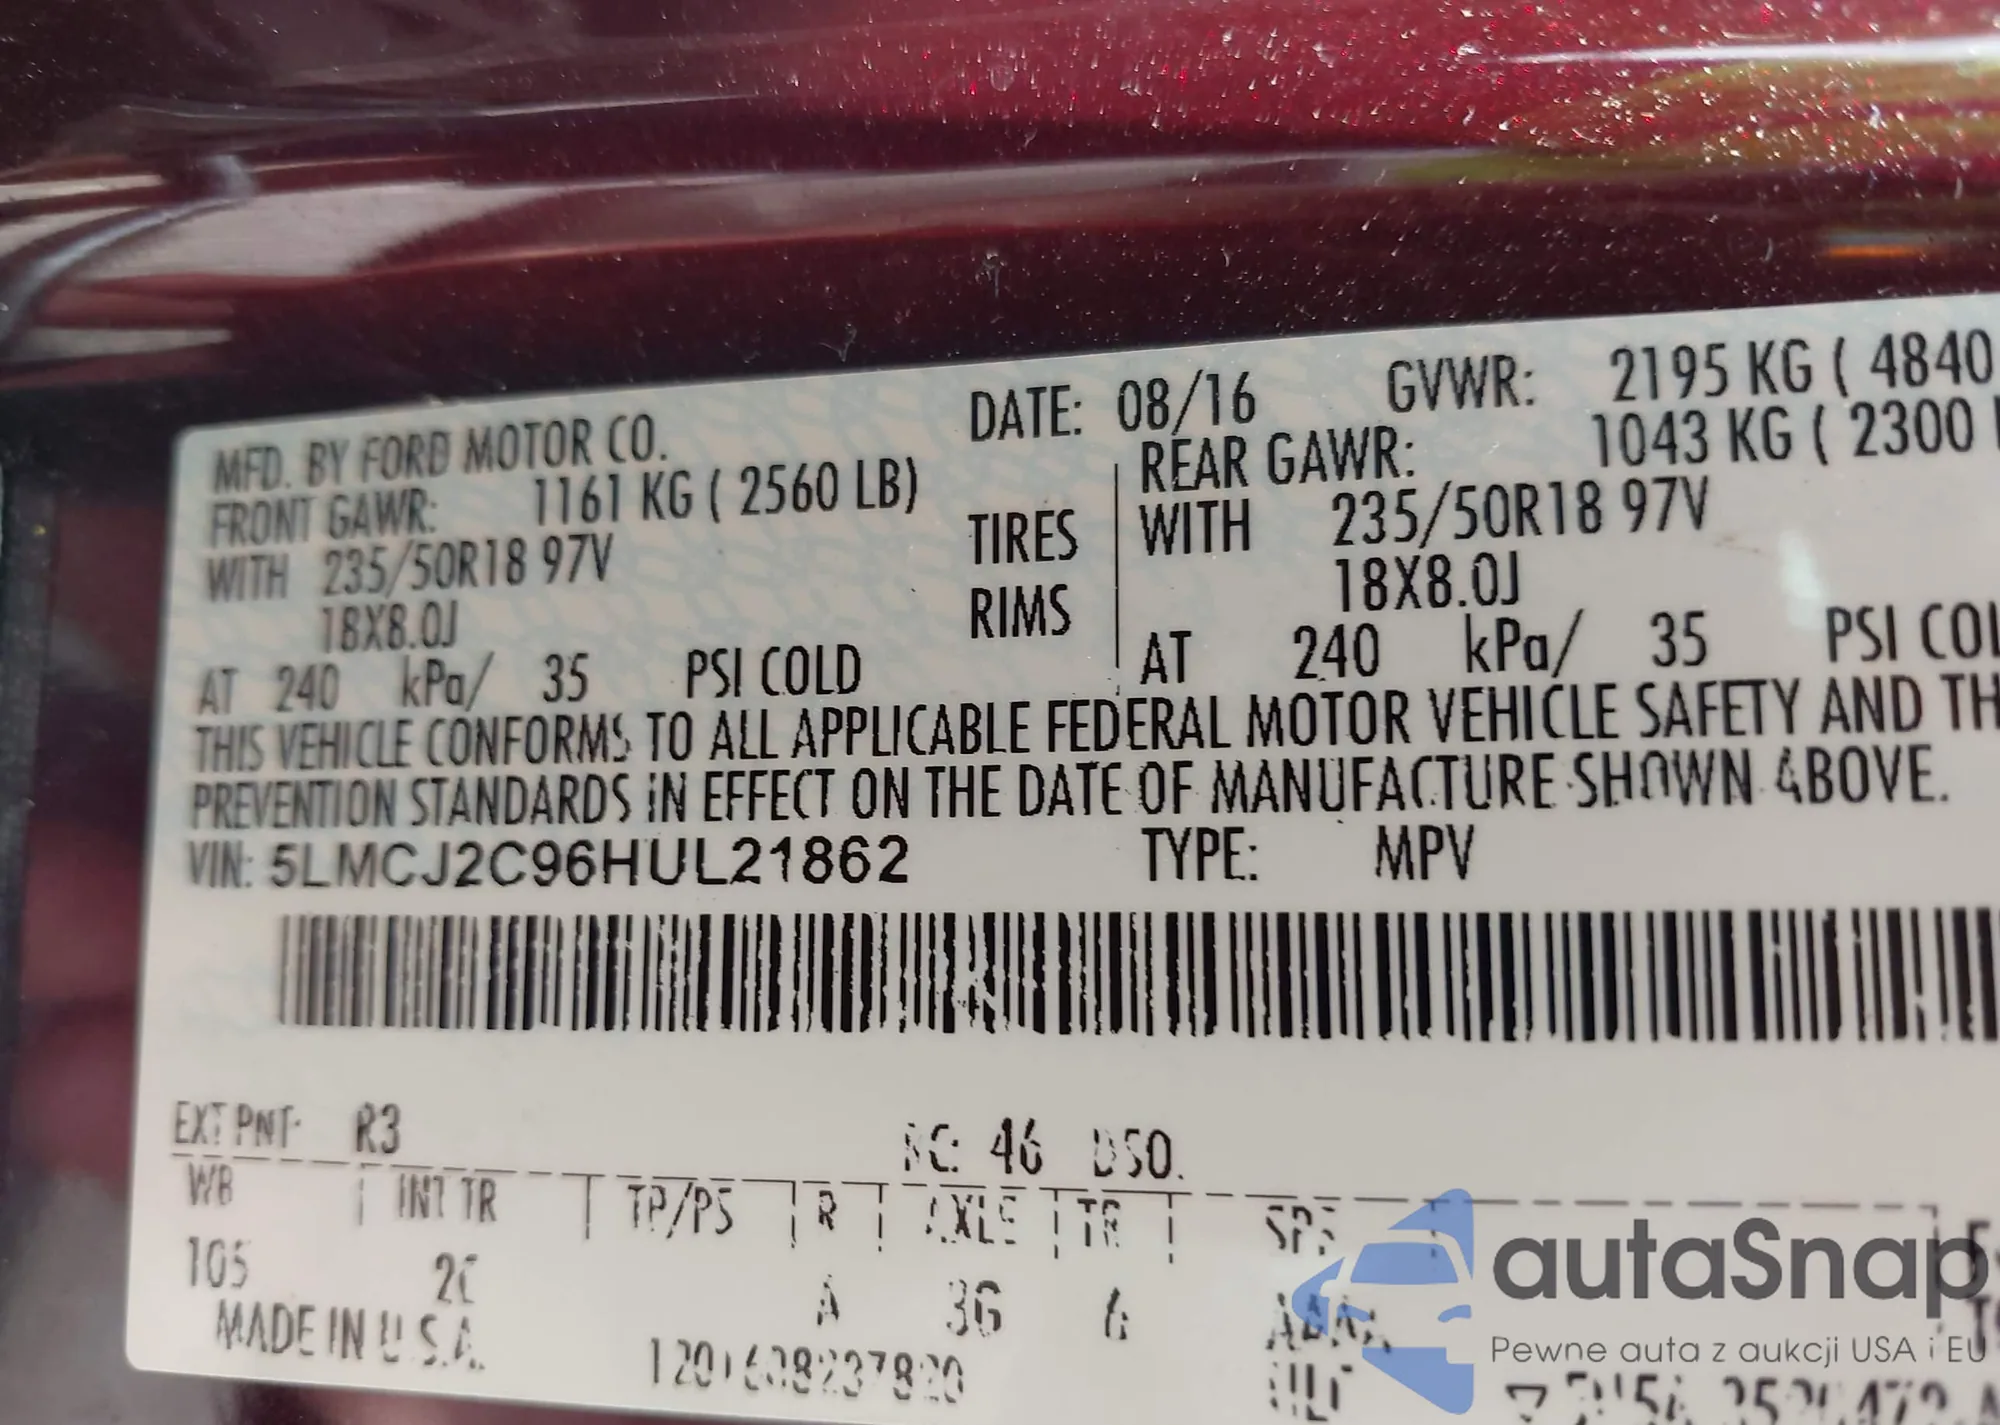 MFD. BY FORD MOTOR CO. DATE: 08/16 GVWR: 2195 KG ( 4840
FRONT GAWR: 1161 KG ( 2560 LB) REAR GAWR: 1043 KG ( 2300
WITH 235/50R18 97V TIRES WITH 235/50R18 97V
18X8.0J RIMS 18X8.0J
AT 240 kPa/ 35 PSI COLD AT 240 kPa/ 35 PSI COL
THIS VEHICLE CONFORMS TO ALL APPLICABLE FEDERAL MOTOR VEHICLE SAFETY AND TH
PREVENTION STANDARDS IN EFFECT ON THE DATE OF MANUFACTURE SHOWN ABOVE.
VIN: 5LMCJ2C96HUL21862 TYPE: MPV
EXT PNT: R3 RC: 46 DSO:
WB INT TR TP/PS R AXLE TR SPR
105 A 3G
MADE IN U.S.A.
autaSnap
Pewne auta z aukcji USA i EU